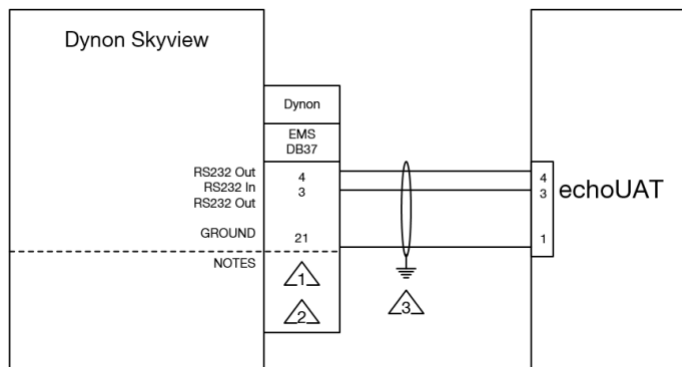 Dynon Skyview
Dynon
EMS
DB37
RS232 Out
4
4
RS232 In
3
3
echoUAT
RS232 Out
GROUND
21
1
NOTES
1
2
3